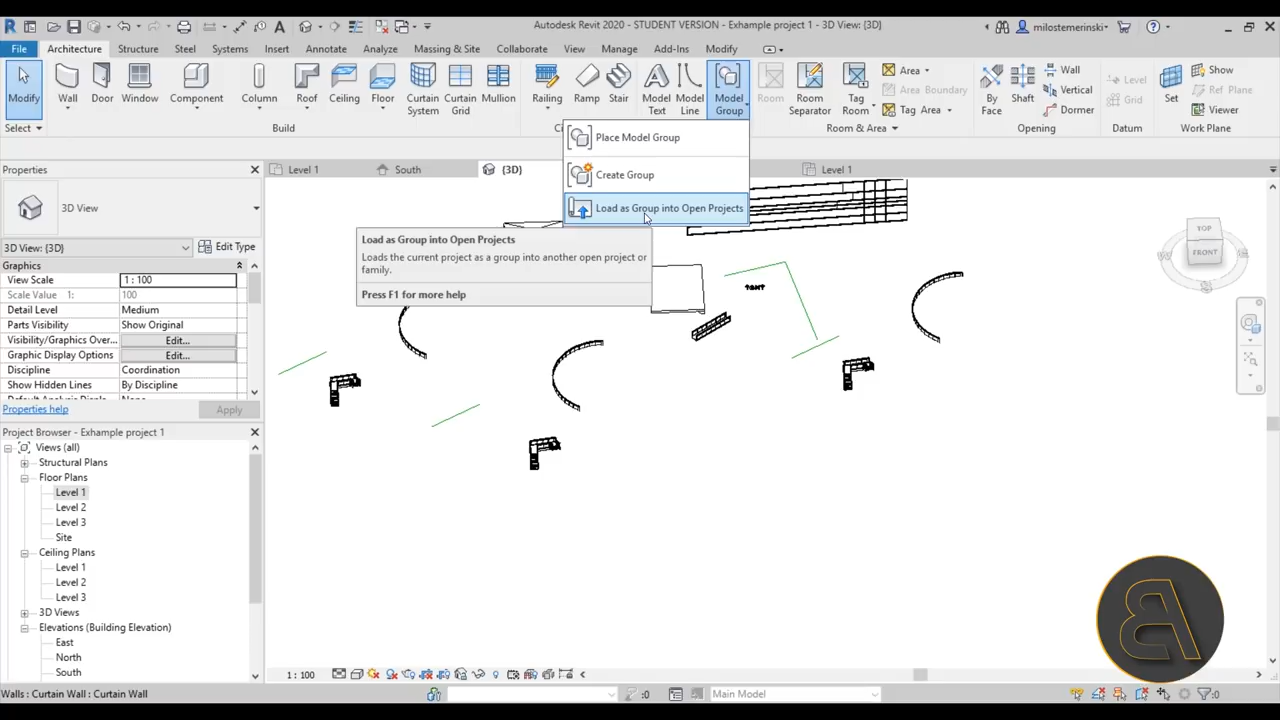 Autodesk Revit 2020 - STUDENT VERSION - Exhample project 1 - 3D View: {3D}
milostemerinski
File Architecture Structure Steel Systems Insert Annotate Analyze Massing & Site Collaborate View Manage Add-Ins Modify
Modify Wall Door Window Component Column Roof Ceiling Floor Curtain System Curtain Grid Mullion Railing Ramp Stair Model Text Model Line Model Group Room Room Separator Tag Room
Area
Area Boundary
Tag Area
By Face Shaft
Wall
Vertical
Dormer
Level
Grid
Set
Show
Ref Plane
Viewer
Select Build Room & Area Opening Datum Work Plane
Place Model Group
Create Group
Load as Group into Open Projects
Load as Group into Open Projects
Loads the current project as a group into another open project or
family.
Press F1 for more help
Level 1 South {3D} Level 1
Properties
3D View
3D View: {3D} Edit Type
Graphics
View Scale 1 : 100
Scale Value 1: 100
Detail Level Medium
Parts Visibility Show Original
Visibility/Graphics Over... Edit...
Graphic Display Options Edit...
Discipline Coordination
Show Hidden Lines By Discipline
Properties help Apply
Project Browser - Exhample project 1
Views (all)
Structural Plans
Floor Plans
Level 1
Level 2
Level 3
Site
Ceiling Plans
Level 1
Level 2
Level 3
3D Views
Elevations (Building Elevation)
East
North
South
TOP
FRONT
1 : 100
Walls : Curtain Wall : Curtain Wall
:0
Main Model
:0